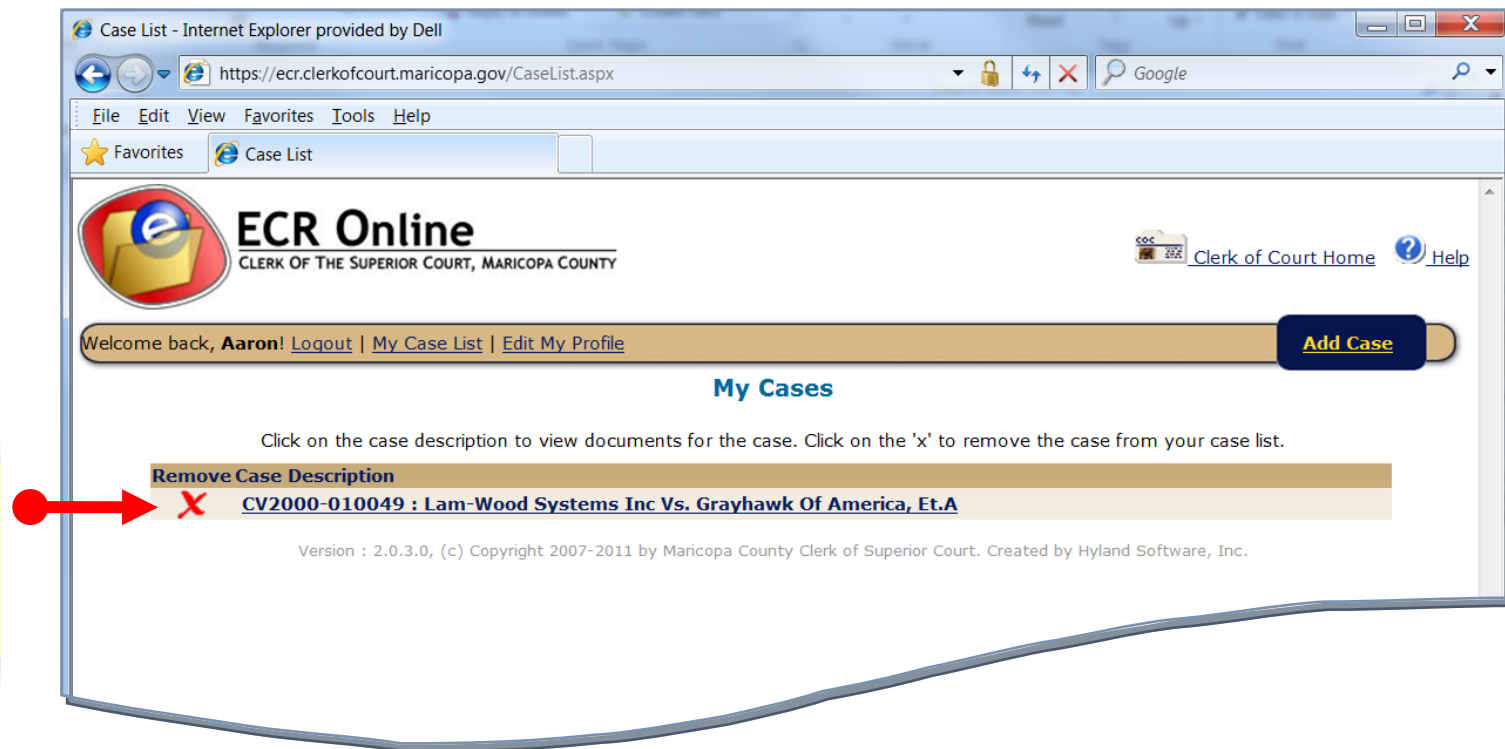 Case List - Internet Explorer provided by Dell
https://ecr.clerkofcourt.maricopa.gov/CaseList.aspx
Google
File Edit View Favorites Tools Help
Favorites
Case List
ECR Online
CLERK OF THE SUPERIOR COURT, MARICOPA COUNTY
coc
Clerk of Court Home
Help
Welcome back, Aaron! Logout | My Case List | Edit My Profile
Add Case
My Cases
Click on the case description to view documents for the case. Click on the 'x' to remove the case from your case list.
Remove Case Description
X CV2000-010049 : Lam-Wood Systems Inc Vs. Grayhawk Of America, Et.A
Version : 2.0.3.0, (c) Copyright 2007-2011 by Maricopa County Clerk of Superior Court. Created by Hyland Software, Inc.